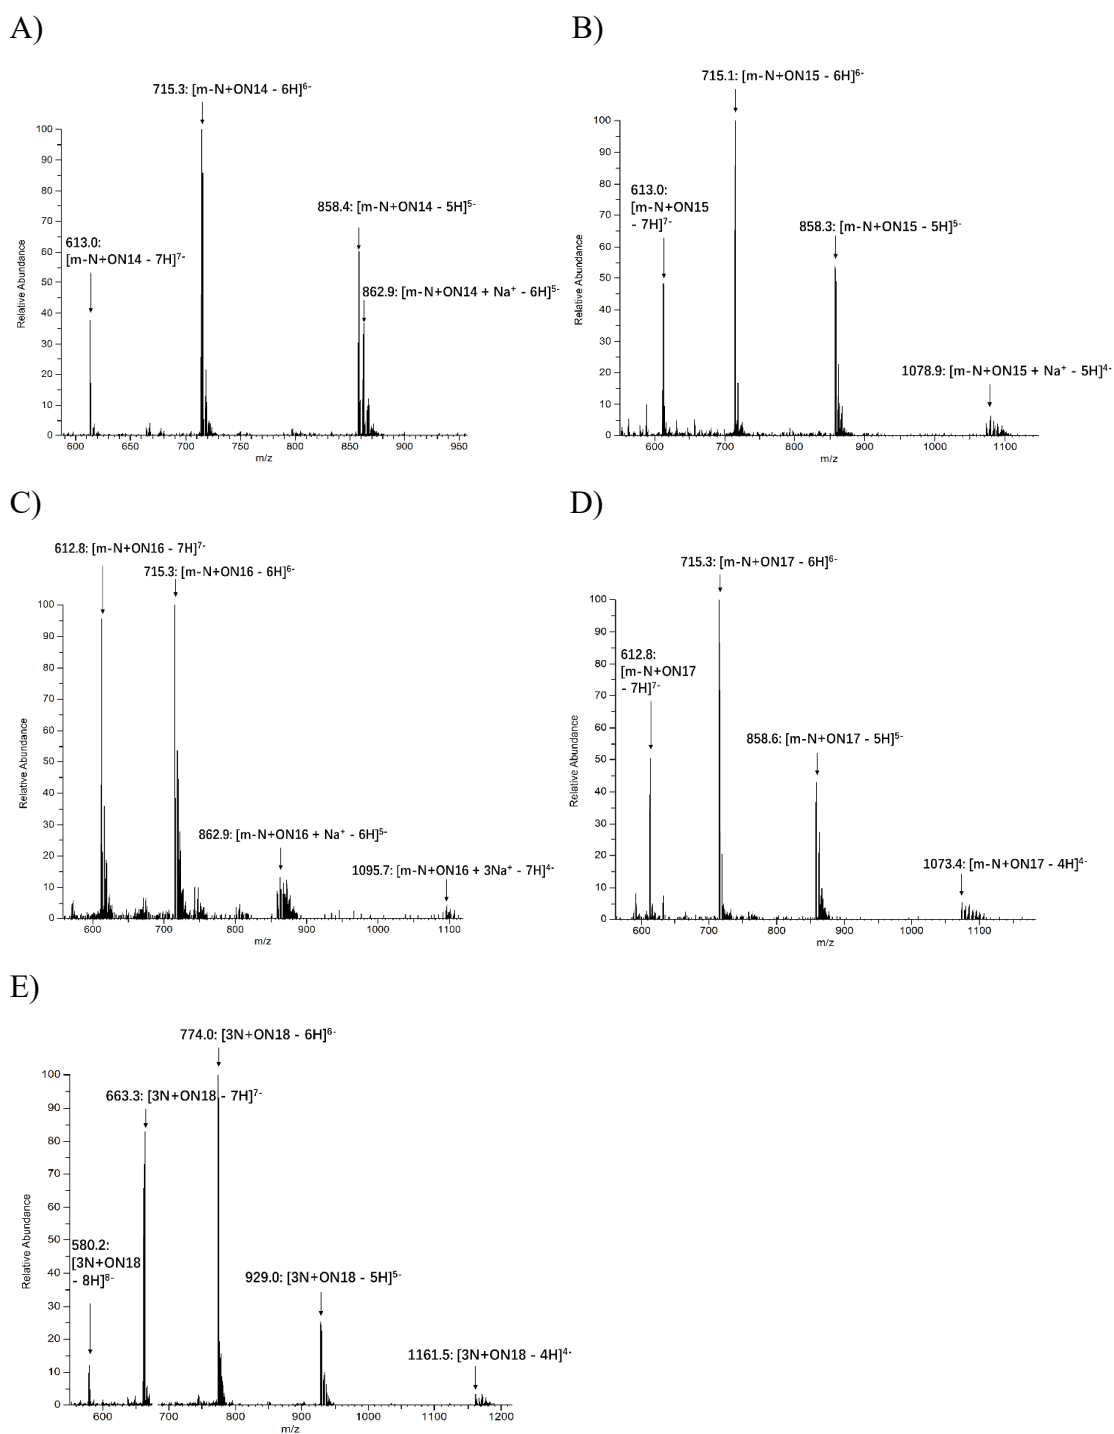 A)
715.3: [m-N+ON14 - 6H]6-
858.4: [m-N+ON14 - 5H]5-
613.0:
[m-N+ON14 - 7H]7-
862.9: [m-N+ON14 + Na+ - 6H]5-
Relative Abundance
100
90
80
70
60
50
40
30
20
10
0
600
650
700
750
800
850
900
950
m/z
B)
715.1: [m-N+ON15 - 6H]6-
613.0:
[m-N+ON15
- 7H]7-
858.3: [m-N+ON15 - 5H]5-
1078.9: [m-N+ON15 + Na+ - 5H]4-
Relative Abundance
100
90
80
70
60
50
40
30
20
10
0
600
700
800
900
1000
1100
m/z
C)
612.8: [m-N+ON16 - 7H]7-
715.3: [m-N+ON16 - 6H]6-
862.9: [m-N+ON16 + Na+ - 6H]5-
1095.7: [m-N+ON16 + 3Na+ - 7H]4-
Relative Abundance
100
90
80
70
60
50
40
30
20
10
0
600
700
800
900
1000
1100
m/z
D)
715.3: [m-N+ON17 - 6H]6-
612.8:
[m-N+ON17
- 7H]7-
858.6: [m-N+ON17 - 5H]5-
1073.4: [m-N+ON17 - 4H]4-
Relative Abundance
100
90
80
70
60
50
40
30
20
10
0
600
700
800
900
1000
1100
m/z
E)
774.0: [3N+ON18 - 6H]6-
663.3: [3N+ON18 - 7H]7-
580.2:
[3N+ON18
- 8H]8-
929.0: [3N+ON18 - 5H]5-
1161.5: [3N+ON18 - 4H]4-
Relative Abundance
100
90
80
70
60
50
40
30
20
10
0
600
700
800
900
1000
1100
1200
m/z